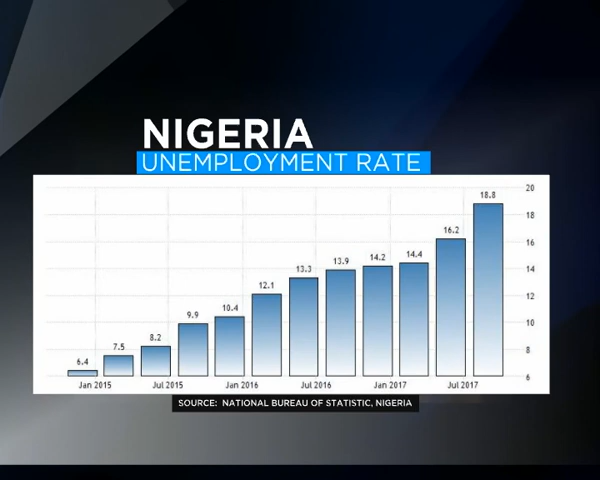 NIGERIA
UNEMPLOYMENT RATE
6.4 7.5 8.2 9.9 10.4 12.1 13.3 13.9 14.2 14.4 16.2 18.8
20
18
16
14
12
10
8
6
Jan 2015 Jul 2015 Jan 2016 Jul 2016 Jan 2017 Jul 2017
SOURCE: NATIONAL BUREAU OF STATISTIC, NIGERIA